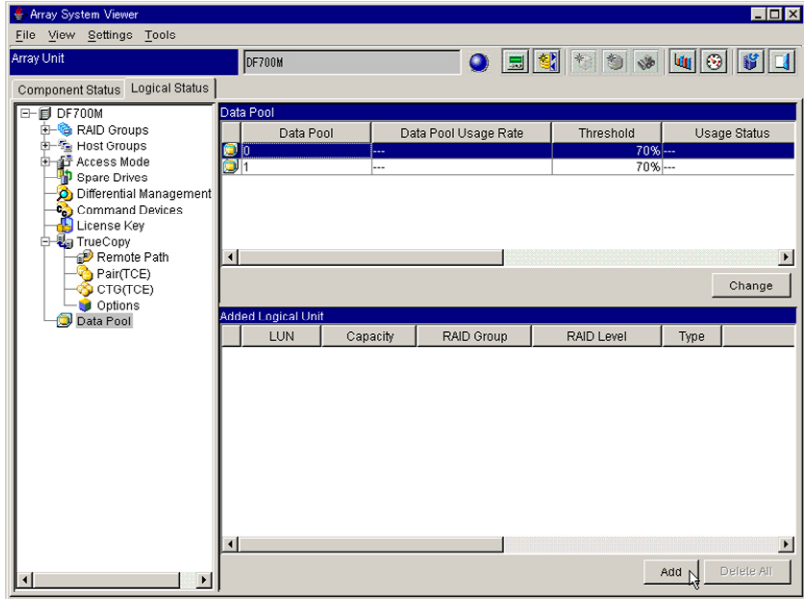 Array System Viewer
File View Settings Tools
Array Unit
DF700M
Component Status
Logical Status
DF700M
RAID Groups
Host Groups
Access Mode
Spare Drives
Differential Management
Command Devices
License Key
TrueCopy
Remote Path
Pair(TCE)
CTG(TCE)
Options
Data Pool
Data Pool
Data Pool Data Pool Usage Rate Threshold Usage Status
0 --- 70% ---
1 --- 70% ---
Change
Added Logical Unit
LUN Capacity RAID Group RAID Level Type
Add Delete All